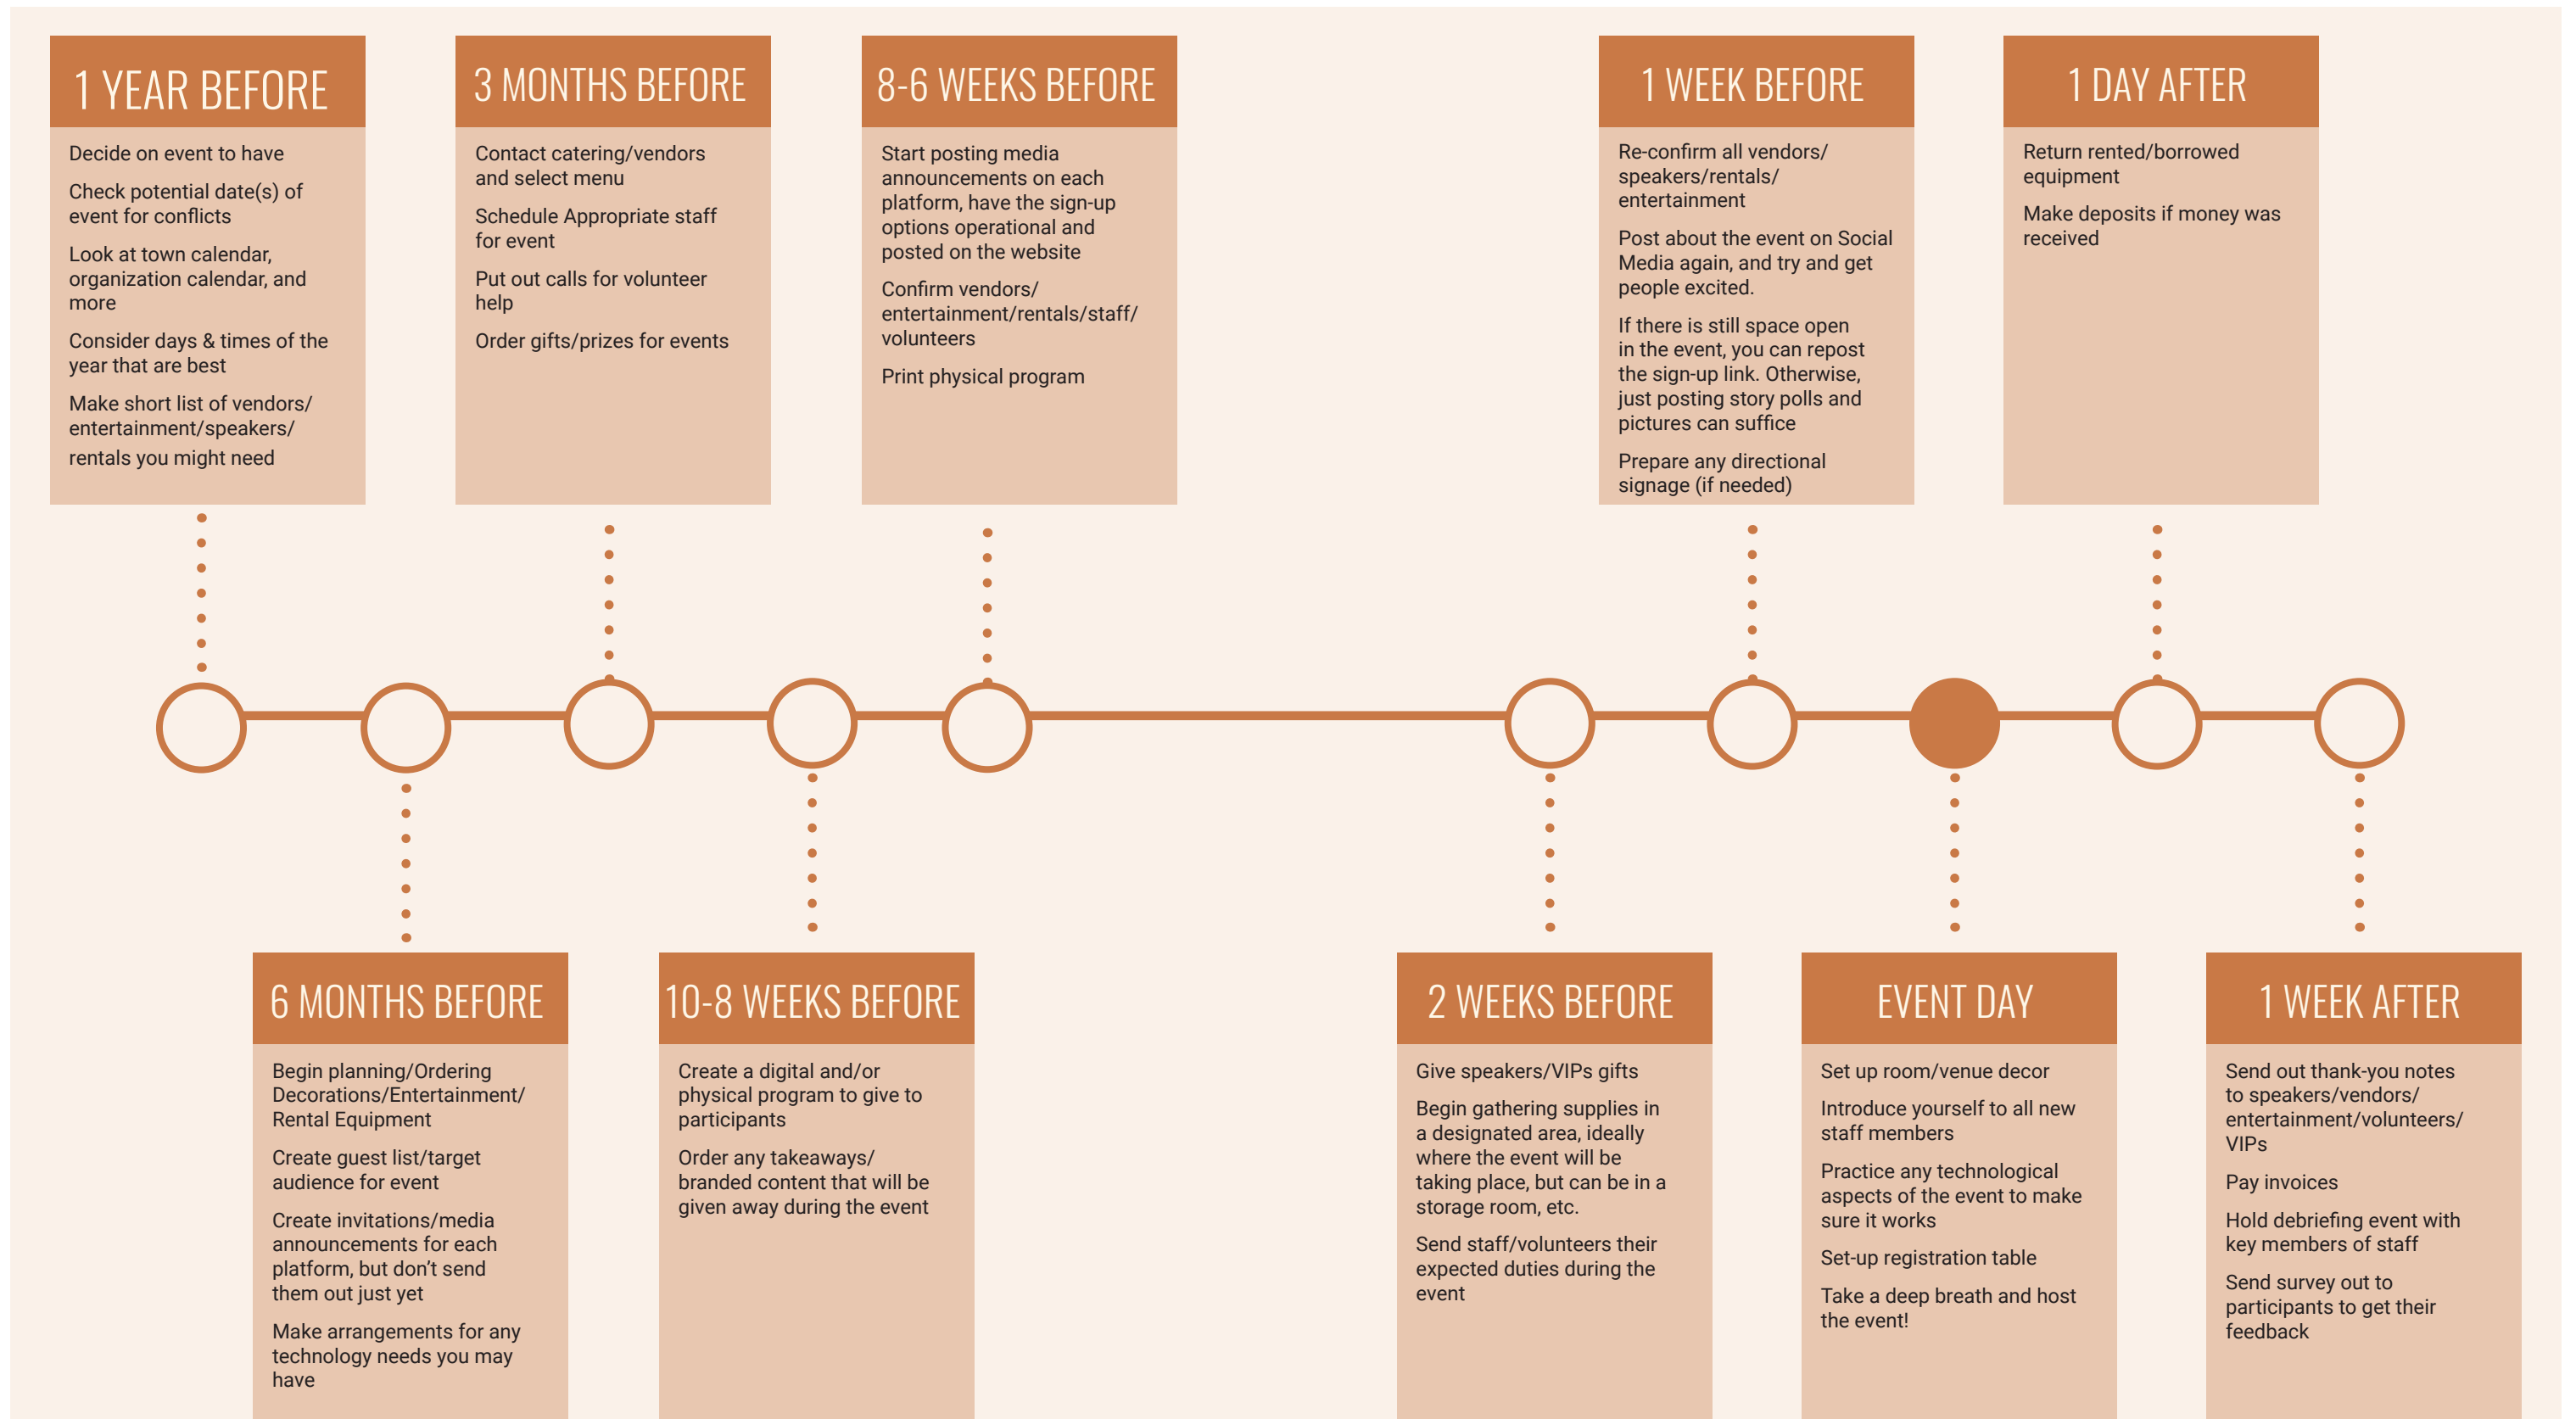 1 YEAR BEFORE
Decide on event to have
Check potential date(s) of
event for conflicts
Look at town calendar,
organization calendar, and
more
Consider days & times of the
year that are best
Make short list of vendors/
entertainment/speakers/
rentals you might need
3 MONTHS BEFORE
Contact catering/vendors
and select menu
Schedule Appropriate staff
for event
Put out calls for volunteer
help
Order gifts/prizes for events
8-6 WEEKS BEFORE
Start posting media
announcements on each
platform, have the sign-up
options operational and
posted on the website
Confirm vendors/
entertainment/rentals/staff/
volunteers
Print physical program
1 WEEK BEFORE
Re-confirm all vendors/
speakers/rentals/
entertainment
Post about the event on Social
Media again, and try and get
people excited.
If there is still space open
in the event, you can repost
the sign-up link. Otherwise,
just posting story polls and
pictures can suffice
Prepare any directional
signage (if needed)
1 DAY AFTER
Return rented/borrowed
equipment
Make deposits if money was
received
6 MONTHS BEFORE
Begin planning/Ordering
Decorations/Entertainment/
Rental Equipment
Create guest list/target
audience for event
Create invitations/media
announcements for each
platform, but don’t send
them out just yet
Make arrangements for any
technology needs you may
have
10-8 WEEKS BEFORE
Create a digital and/or
physical program to give to
participants
Order any takeaways/
branded content that will be
given away during the event
2 WEEKS BEFORE
Give speakers/VIPs gifts
Begin gathering supplies in
a designated area, ideally
where the event will be
taking place, but can be in a
storage room, etc.
Send staff/volunteers their
expected duties during the
event
EVENT DAY
Set up room/venue decor
Introduce yourself to all new
staff members
Practice any technological
aspects of the event to make
sure it works
Set-up registration table
Take a deep breath and host
the event!
1 WEEK AFTER
Send out thank-you notes
to speakers/vendors/
entertainment/volunteers/
VIPs
Pay invoices
Hold debriefing event with
key members of staff
Send survey out to
participants to get their
feedback